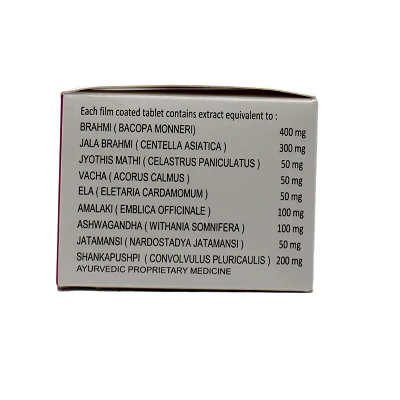 Each film coated tablet contains extract equivalent to :
BRAHMI ( BACOPA MONNERI) 400 mg
JALA BRAHMI ( CENTELLA ASIATICA ) 300 mg
JYOTHIS MATHI ( CELASTRUS PANICULATUS ) 50 mg
VACHA ( ACORUS CALMUS ) 50 mg
ELA ( ELETARIA CARDAMOMUM ) 50 mg
AMALAKI ( EMBLICA OFFICINALE ) 100 mg
ASHWAGANDHA ( WITHANIA SOMNIFERA ) 100 mg
JATAMANSI ( NARDOSTADYA JATAMANSI ) 50 mg
SHANKAPUSHPI ( CONVOLVULUS PLURICAULIS ) 200 mg
AYURVEDIC PROPRIETARY MEDICINE